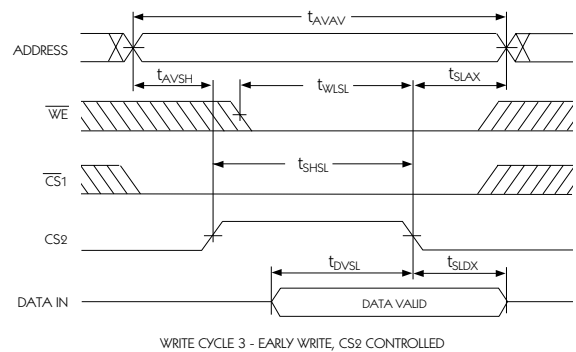 tAVAV
ADDRESS
tAVSH
tWLSL
tSLAX
WE
tSHSL
CS1
CS2
tDVSL
tSLDX
DATA IN
DATA VALID
WRITE CYCLE 3 - EARLY WRITE, CS2 CONTROLLED